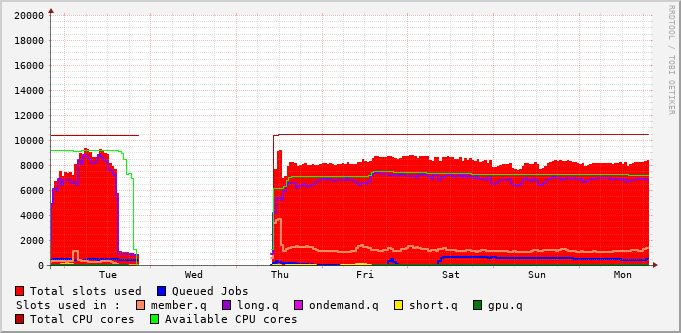 RRDTOOL / TOBI OETIKER
20000
18000
16000
14000
12000
10000
8000
6000
4000
2000
0
Tue Wed Thu Fri Sat Sun Mon
Total slots used Queued Jobs
Slots used in : member.q long.q ondemand.q short.q gpu.q
Total CPU cores Available CPU cores